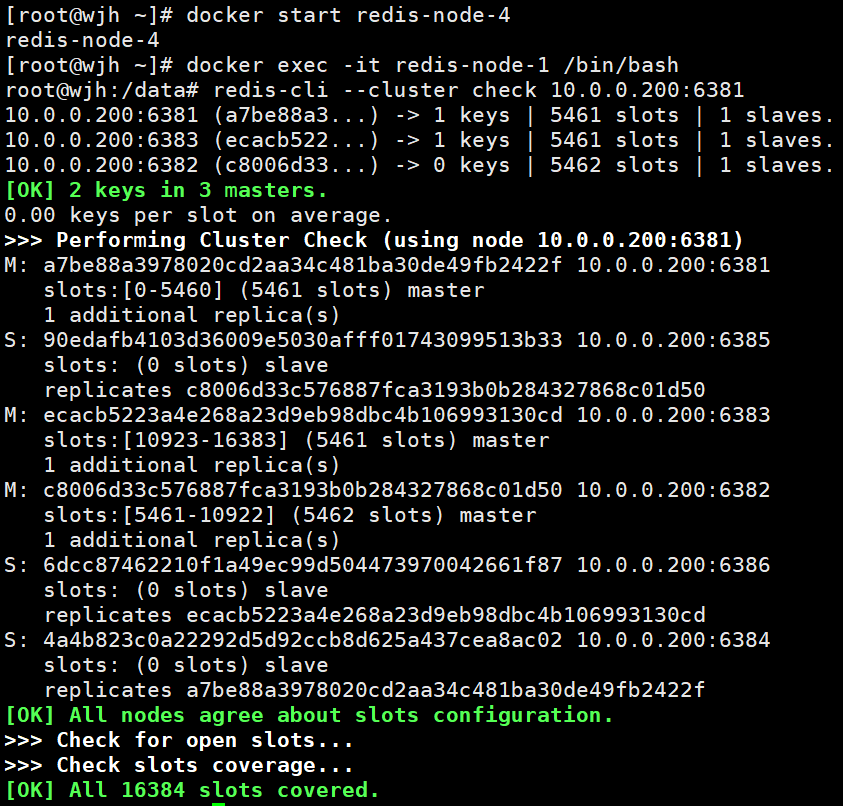 [root@wjh ~]# docker start redis-node-4
redis-node-4
[root@wjh ~]# docker exec -it redis-node-1 /bin/bash
root@wjh:/data# redis-cli --cluster check 10.0.0.200:6381
10.0.0.200:6381 (a7be88a3...) -> 1 keys | 5461 slots | 1 slaves.
10.0.0.200:6383 (ecacb522...) -> 1 keys | 5461 slots | 1 slaves.
10.0.0.200:6382 (c8006d33...) -> 0 keys | 5462 slots | 1 slaves.
[OK] 2 keys in 3 masters.
0.00 keys per slot on average.
>>> Performing Cluster Check (using node 10.0.0.200:6381)
M: a7be88a3978020cd2aa34c481ba30de49fb2422f 10.0.0.200:6381
   slots:[0-5460] (5461 slots) master
   1 additional replica(s)
S: 90edafb4103d36009e5030afff01743099513b33 10.0.0.200:6385
   slots: (0 slots) slave
   replicates c8006d33c576887fca3193b0b284327868c01d50
M: ecacb5223a4e268a23d9eb98dbc4b106993130cd 10.0.0.200:6383
   slots:[10923-16383] (5461 slots) master
   1 additional replica(s)
M: c8006d33c576887fca3193b0b284327868c01d50 10.0.0.200:6382
   slots:[5461-10922] (5462 slots) master
   1 additional replica(s)
S: 6dcc87462210f1a49ec99d504473970042661f87 10.0.0.200:6386
   slots: (0 slots) slave
   replicates ecacb5223a4e268a23d9eb98dbc4b106993130cd
S: 4a4b823c0a22292d5d92ccb8d625a437cea8ac02 10.0.0.200:6384
   slots: (0 slots) slave
   replicates a7be88a3978020cd2aa34c481ba30de49fb2422f
[OK] All nodes agree about slots configuration.
>>> Check for open slots...
>>> Check slots coverage...
[OK] All 16384 slots covered.